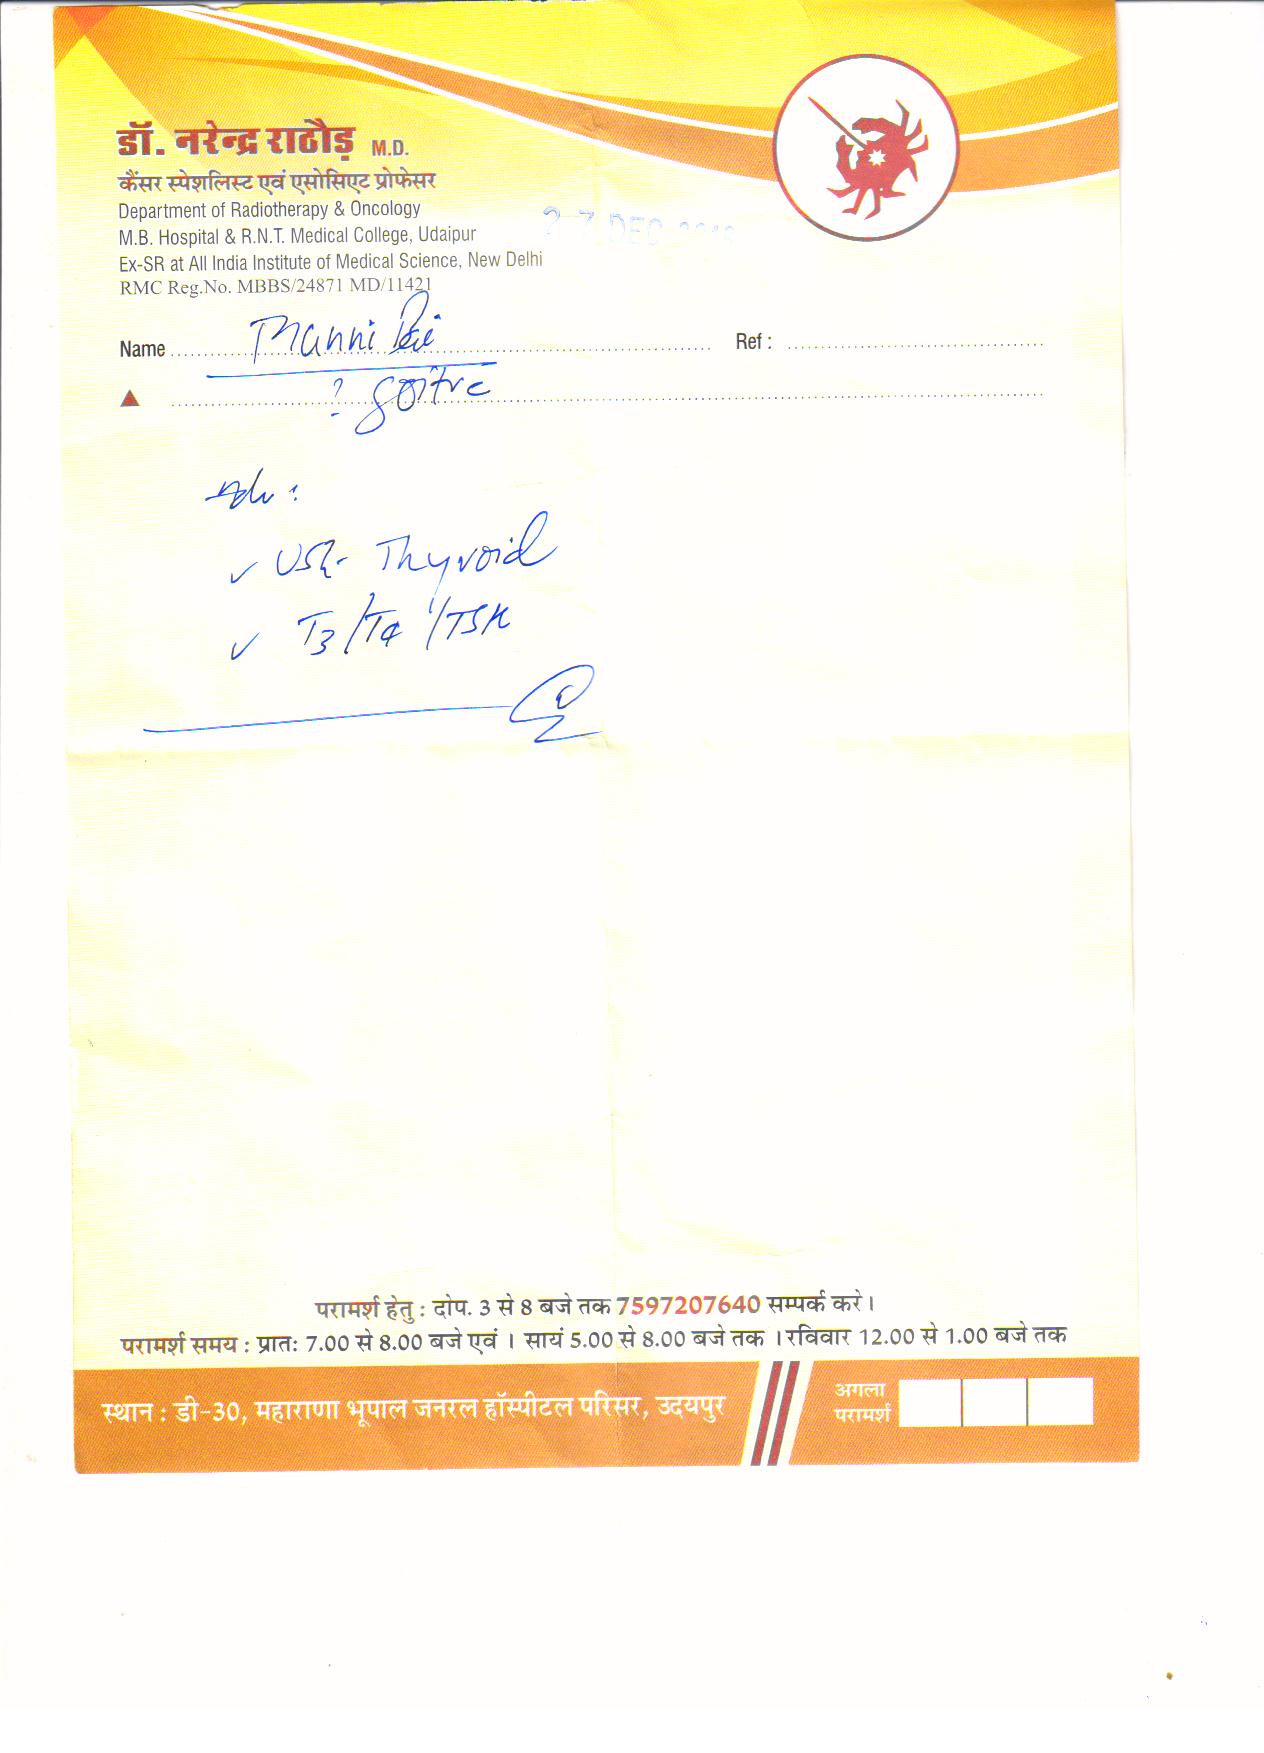 डॉ. नरेन्द्र राठौड़ M.D.
कैंसर स्पेशलिस्ट एवं एसोसिएट प्रोफेसर
Department of Radiotherapy & Oncology
M.B. Hospital & R.N.T. Medical College, Udaipur
27 DEC
Ex-SR at All India Institute of Medical Science, New Delhi
RMC Reg.No. MBBS/24871 MD/11421
Name Manni Ref :
? goitre
Adv :
✓ USG- Thyroid
✓ T3/T4/TSH
परामर्श हेतु : दोप. 3 से 8 बजे तक 7597207640 सम्पर्क करे।
परामर्श समय : प्रातः 7.00 से 8.00 बजे एवं । सायं 5.00 से 8.00 बजे तक । रविवार 12.00 से 1.00 बजे तक
स्थान : डी-30, महाराणा भूपाल जनरल हॉस्पीटल परिसर, उदयपुर
अगला
परामर्श